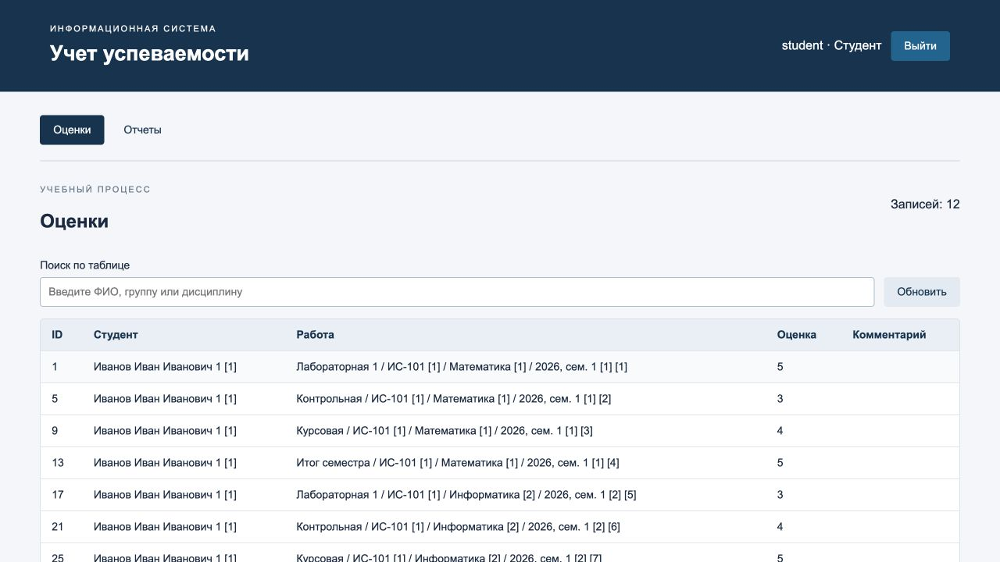 ИНФОРМАЦИОННАЯ СИСТЕМА
Учет успеваемости
student · Студент
Выйти
Оценки
Отчеты
УЧЕБНЫЙ ПРОЦЕСС
Оценки
Записей: 12
Поиск по таблице
Введите ФИО, группу или дисциплину
Обновить
ID Студент Работа Оценка Комментарий
1 Иванов Иван Иванович 1 [1] Лабораторная 1 / ИС-101 [1] / Математика [1] / 2026, сем. 1 [1] [1] 5
5 Иванов Иван Иванович 1 [1] Контрольная / ИС-101 [1] / Математика [1] / 2026, сем. 1 [1] [2] 3
9 Иванов Иван Иванович 1 [1] Курсовая / ИС-101 [1] / Математика [1] / 2026, сем. 1 [1] [3] 4
13 Иванов Иван Иванович 1 [1] Итог семестра / ИС-101 [1] / Математика [1] / 2026, сем. 1 [1] [4] 5
17 Иванов Иван Иванович 1 [1] Лабораторная 1 / ИС-101 [1] / Информатика [2] / 2026, сем. 1 [2] [5] 3
21 Иванов Иван Иванович 1 [1] Контрольная / ИС-101 [1] / Информатика [2] / 2026, сем. 1 [2] [6] 4
25 Иванов Иван Иванович 1 [1] Курсовая / ИС-101 [1] / Информатика [2] / 2026, сем. 1 [2] [7] 5